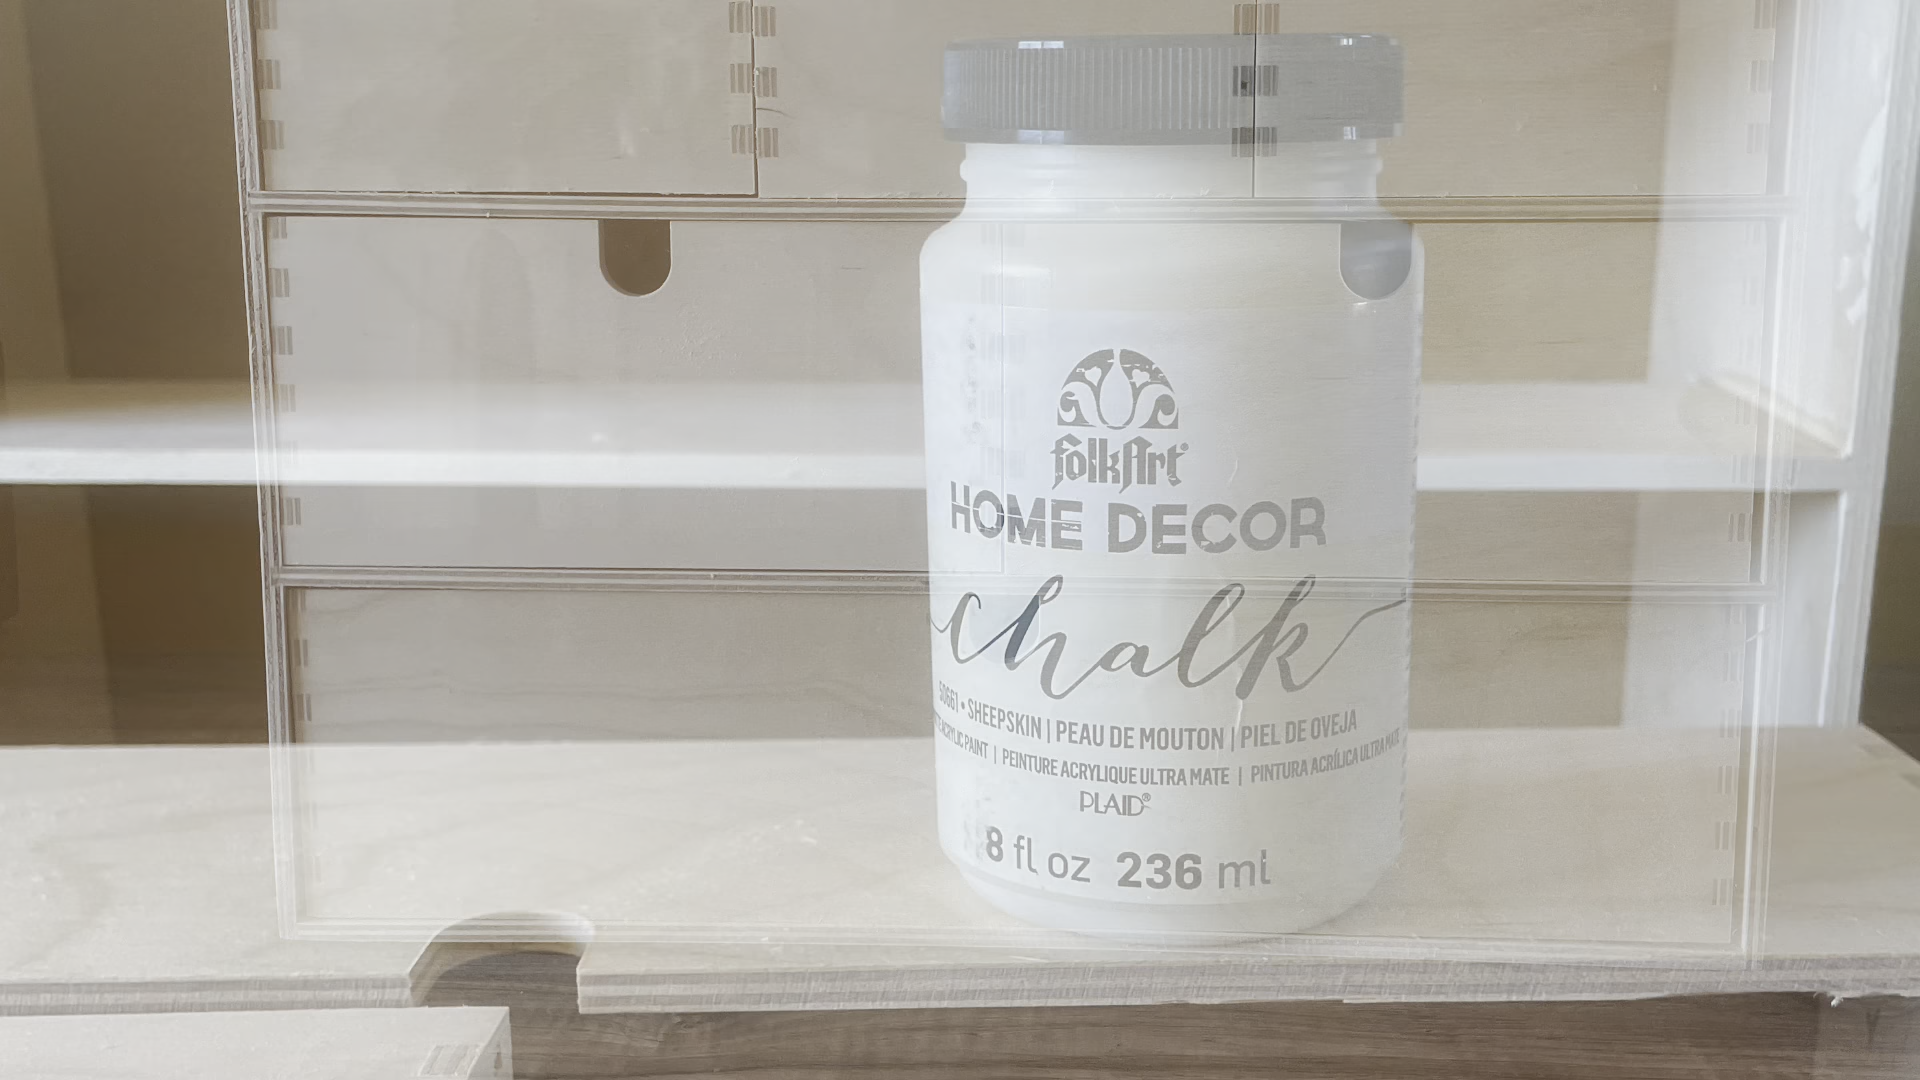 folkArt®
HOME DECOR
chalk
50661 • SHEEPSKIN | PEAU DE MOUTON | PIEL DE OVEJA
ACRYLIC PAINT | PEINTURE ACRYLIQUE ULTRA MATE | PINTURA ACRÍLICA ULTRA MATE
PLAID®
8 fl oz 236 ml